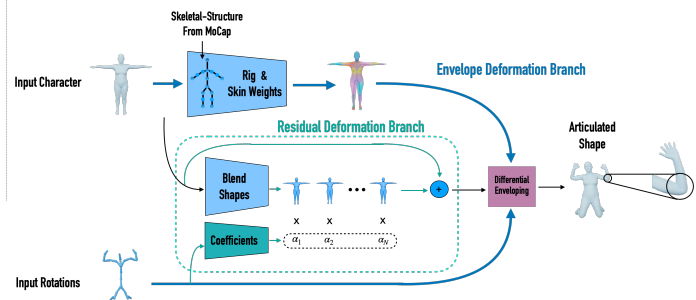 Skeletal-Structure
From MoCap
Input Character
Rig &
Skin Weights
Envelope Deformation Branch
Residual Deformation Branch
Articulated
Shape
Blend
Shapes
+
Differential
Enveloping
x x x
Coefficients
α1 α2 αN
Input Rotations